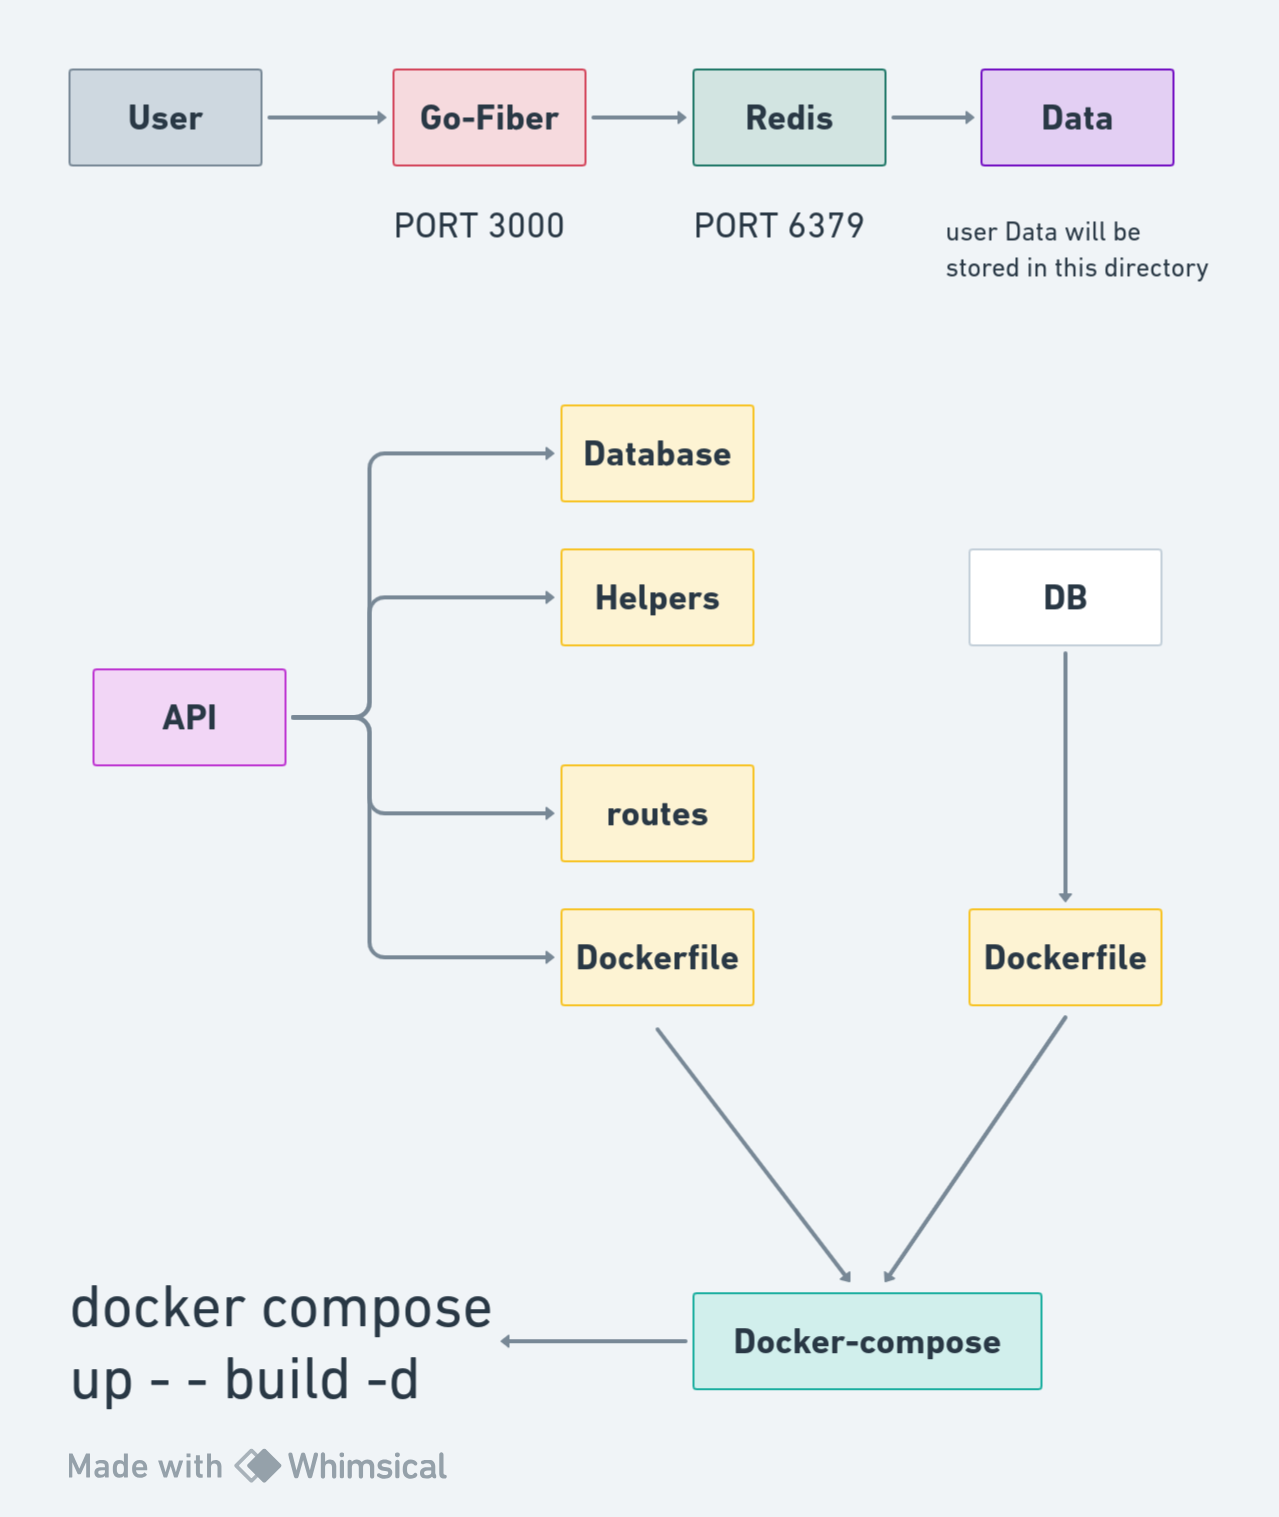 User
Go-Fiber
Redis
Data
PORT 3000
PORT 6379
user Data will be
stored in this directory
Database
Helpers
DB
API
routes
Dockerfile
Dockerfile
docker compose
up - - build -d
Docker-compose
Made with Whimsical